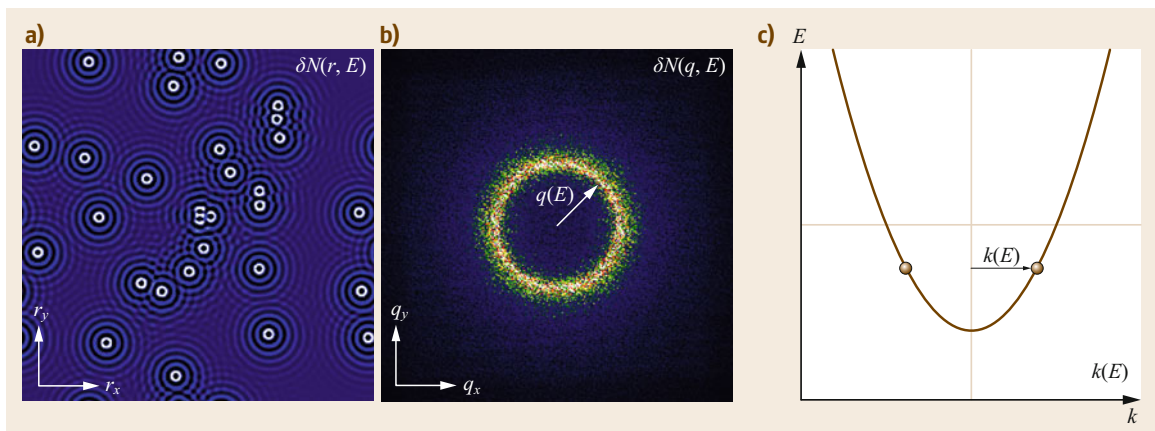 a)
δN(r, E)
r_y
r_x
b)
δN(q, E)
q(E)
q_y
q_x
c)
E
k(E)
k(E)
k